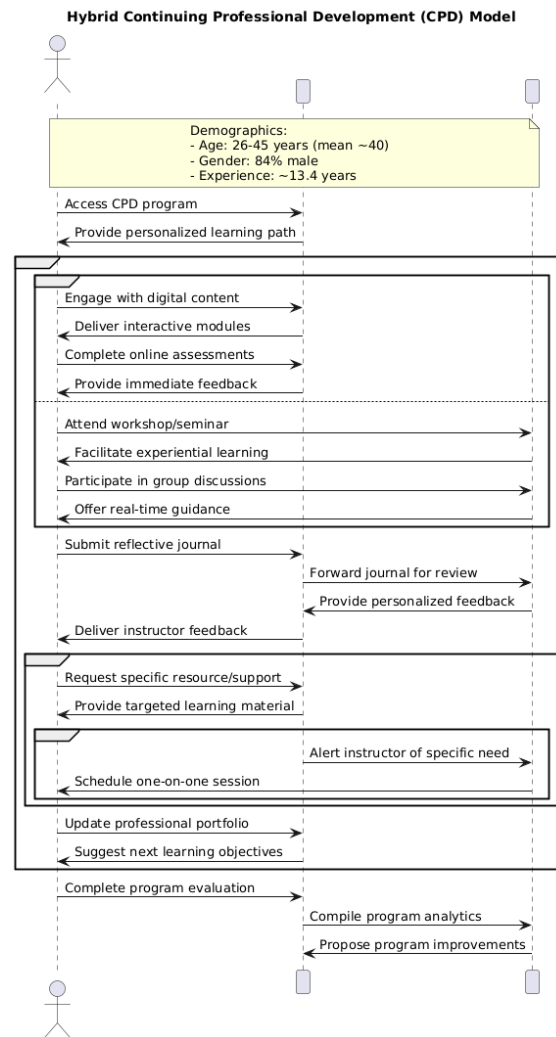 Hybrid Continuing Professional Development (CPD) Model
Demographics:
- Age: 26-45 years (mean ~40)
- Gender: 84% male
- Experience: ~13.4 years
Access CPD program
Provide personalized learning path
Engage with digital content
Deliver interactive modules
Complete online assessments
Provide immediate feedback
Attend workshop/seminar
Facilitate experiential learning
Participate in group discussions
Offer real-time guidance
Submit reflective journal
Forward journal for review
Provide personalized feedback
Deliver instructor feedback
Request specific resource/support
Provide targeted learning material
Alert instructor of specific need
Schedule one-on-one session
Update professional portfolio
Suggest next learning objectives
Complete program evaluation
Compile program analytics
Propose program improvements